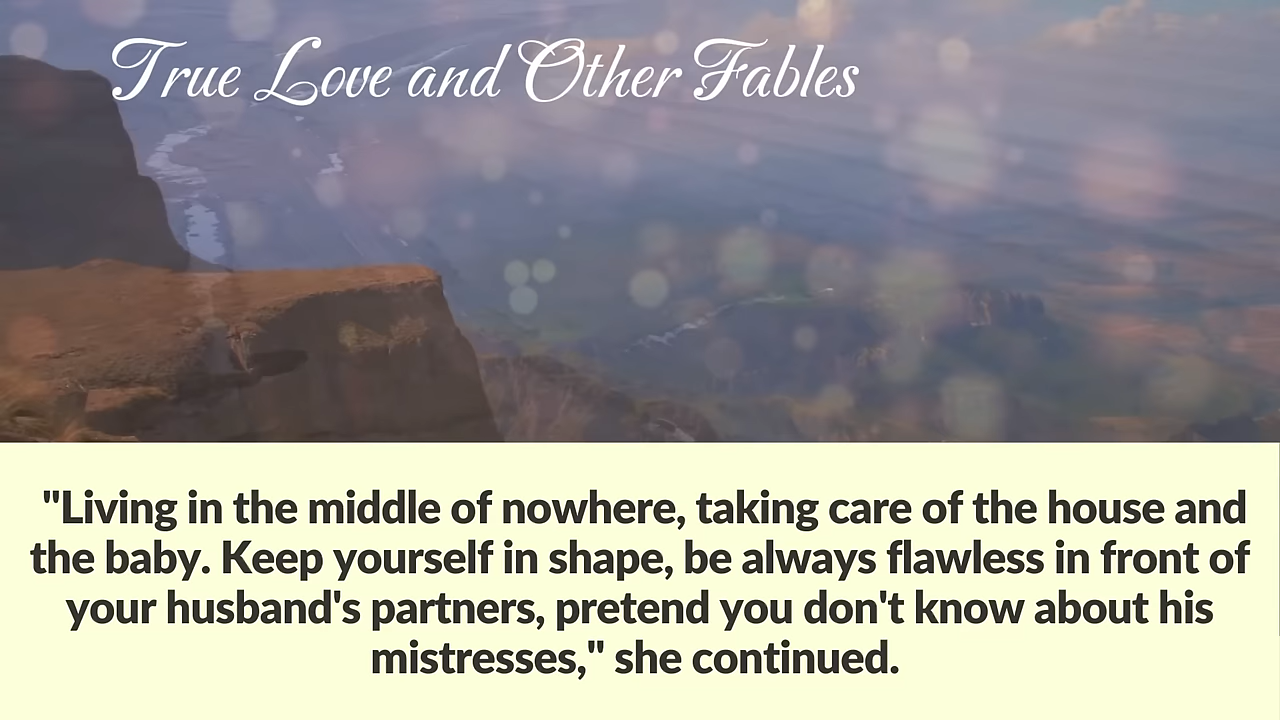 True Love and Other Fables
"Living in the middle of nowhere, taking care of the house and
the baby. Keep yourself in shape, be always flawless in front of
your husband's partners, pretend you don't know about his
mistresses," she continued.